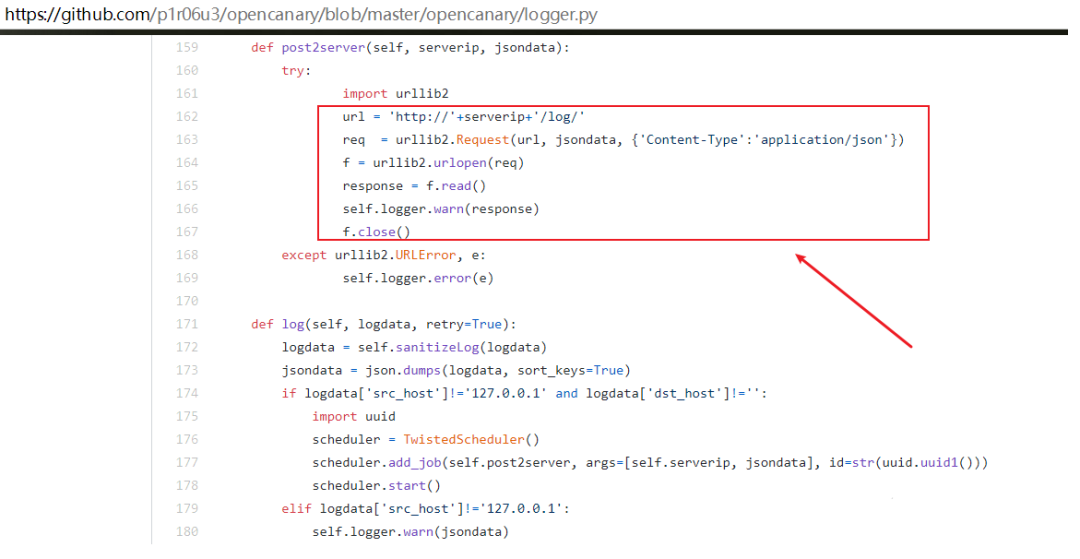 https://github.com/p1r06u3/opencanary/blob/master/opencanary/logger.py
159 def post2server(self, serverip, jsondata):
160 try:
161 import urllib2
162 url = 'http://'+serverip+'/log/'
163 req  = urllib2.Request(url, jsondata, {'Content-Type':'application/json'})
164 f = urllib2.urlopen(req)
165 response = f.read()
166 self.logger.warn(response)
167 f.close()
168 except urllib2.URLError, e:
169 self.logger.error(e)
170
171 def log(self, logdata, retry=True):
172 logdata = self.sanitizeLog(logdata)
173 jsondata = json.dumps(logdata, sort_keys=True)
174 if logdata['src_host']!='127.0.0.1' and logdata['dst_host']!='':
175 import uuid
176 scheduler = TwistedScheduler()
177 scheduler.add_job(self.post2server, args=[self.serverip, jsondata], id=str(uuid.uuid1()))
178 scheduler.start()
179 elif logdata['src_host']!='127.0.0.1':
180 self.logger.warn(jsondata)